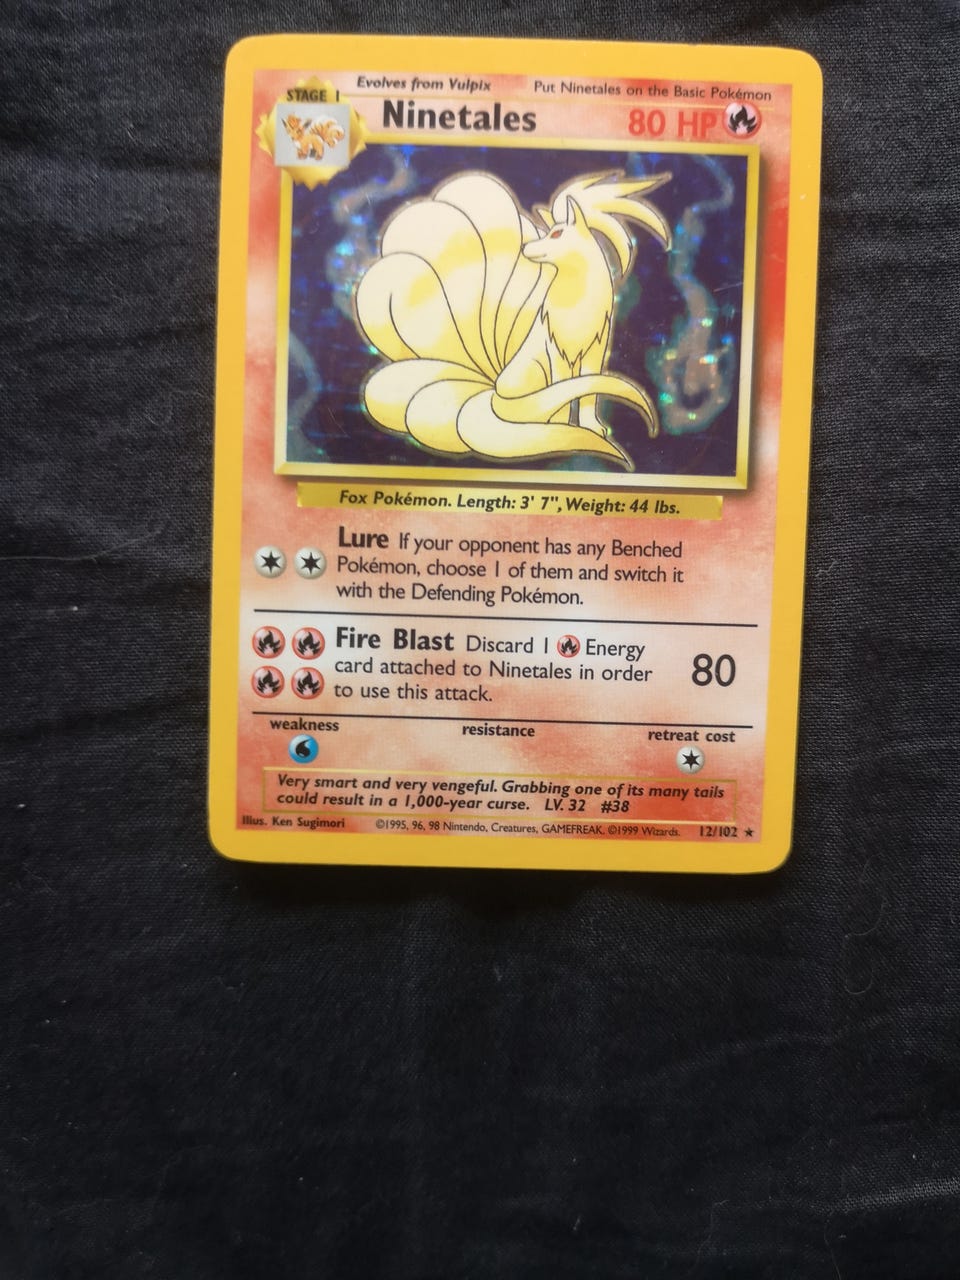 Evolves from Vulpix Put Ninetales on the Basic Pokémon
STAGE 1
Ninetales 80 HP
Fox Pokémon. Length: 3' 7", Weight: 44 lbs.
Lure If your opponent has any Benched
Pokémon, choose 1 of them and switch it
with the Defending Pokémon.
Fire Blast Discard 1 Energy
card attached to Ninetales in order
to use this attack.
80
weakness resistance retreat cost
Very smart and very vengeful. Grabbing one of its many tails
could result in a 1,000-year curse. LV. 32 #38
Illus. Ken Sugimori ©1995, 96, 98 Nintendo, Creatures, GAMEFREAK. ©1999 Wizards. 12/102 ★